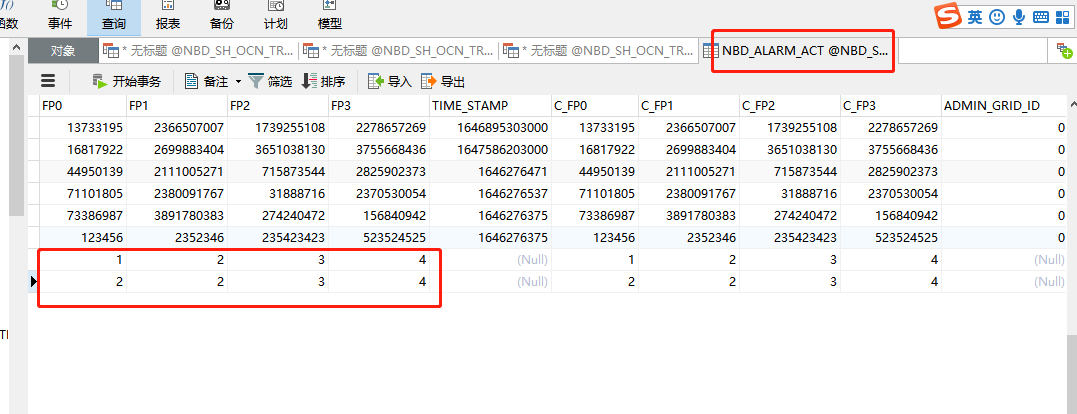 函数 事件 查询 报表 备份 计划 模型
英
对象 * 无标题 @NBD_SH_OCN_TR... * 无标题 @NBD_SH_OCN_TR... * 无标题 @NBD_SH_OCN_TR... NBD_ALARM_ACT @NBD_S...
开始事务 备注 筛选 排序 导入 导出
FP0 FP1 FP2 FP3 TIME_STAMP C_FP0 C_FP1 C_FP2 C_FP3 ADMIN_GRID_ID
13733195 2366507007 1739255108 2278657269 1646895303000 13733195 2366507007 1739255108 2278657269 0
16817922 2699883404 3651038130 3755668436 1647586203000 16817922 2699883404 3651038130 3755668436 0
44950139 2111005271 715873544 2825902373 1646276471 44950139 2111005271 715873544 2825902373 0
71101805 2380091767 31888716 2370530054 1646276537 71101805 2380091767 31888716 2370530054 0
73386987 3891780383 274240472 156840942 1646276375 73386987 3891780383 274240472 156840942 0
123456 2352346 235423423 523524525 1646276375 123456 2352346 235423423 523524525 0
1 2 3 4 (Null) 1 2 3 4 (Null)
2 2 3 4 (Null) 2 2 3 4 (Null)